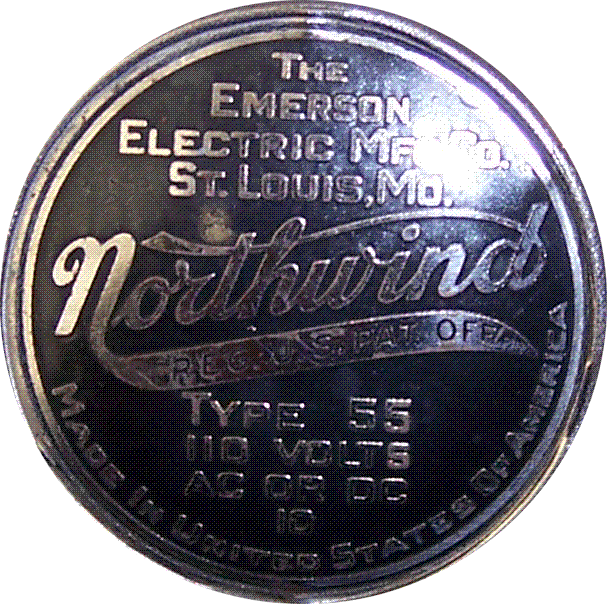 THE
EMERSON
ELECTRIC MFG. CO.
ST. LOUIS, MO.
Northwind
REG. U.S. PAT. OFF.
TYPE 55
110 VOLTS
AC OR DC
10
MADE IN UNITED STATES OF AMERICA